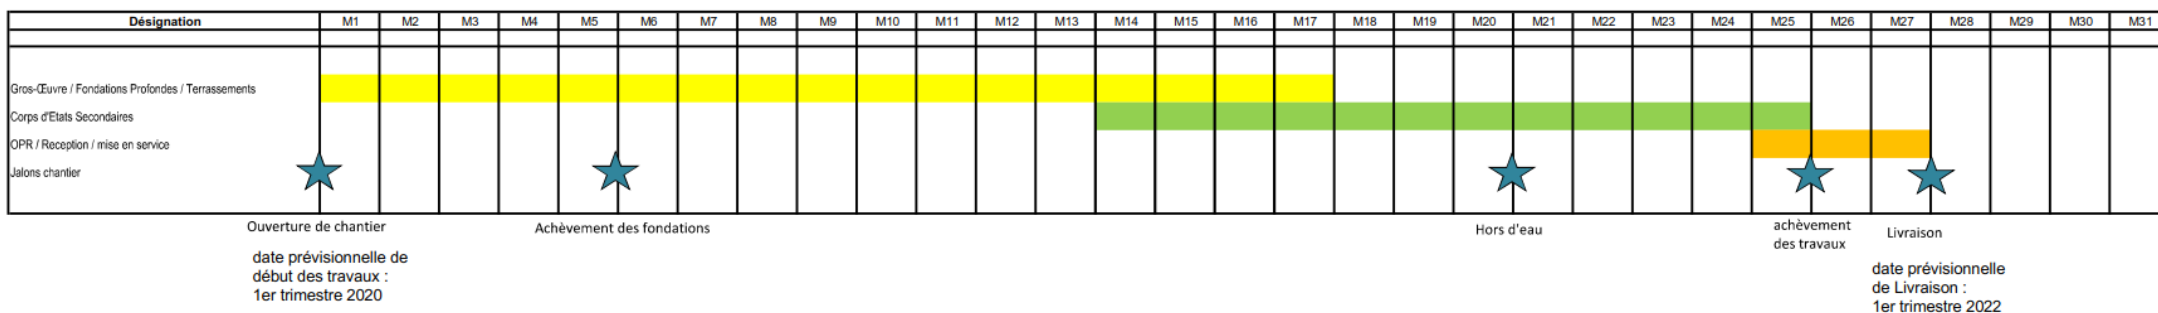 Désignation M1 M2 M3 M4 M5 M6 M7 M8 M9 M10 M11 M12 M13 M14 M15 M16 M17 M18 M19 M20 M21 M22 M23 M24 M25 M26 M27 M28 M29 M30 M31
Gros-Œuvre / Fondations Profondes / Terrassements
Corps d'Etats Secondaires
OPR / Reception / mise en service
Jalons chantier
Ouverture de chantier
date prévisionnelle de
début des travaux :
1er trimestre 2020
Achèvement des fondations
Hors d'eau
achèvement
des travaux
Livraison
date prévisionnelle
de Livraison :
1er trimestre 2022